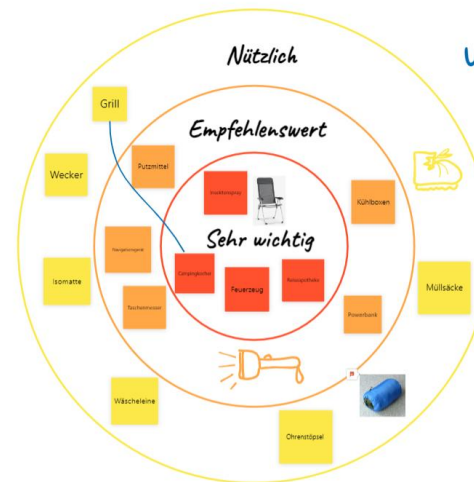 Nützlich
Grill
Empfehlenswert
Putzmittel
Wecker
Kühlboxen
Sehr wichtig
Isomatte
Campingkocher
Feuerzeug
Reiseapotheke
Müllsäcke
Taschenmesser
Powerbank
Wäscheleine
Ohrenstöpsel